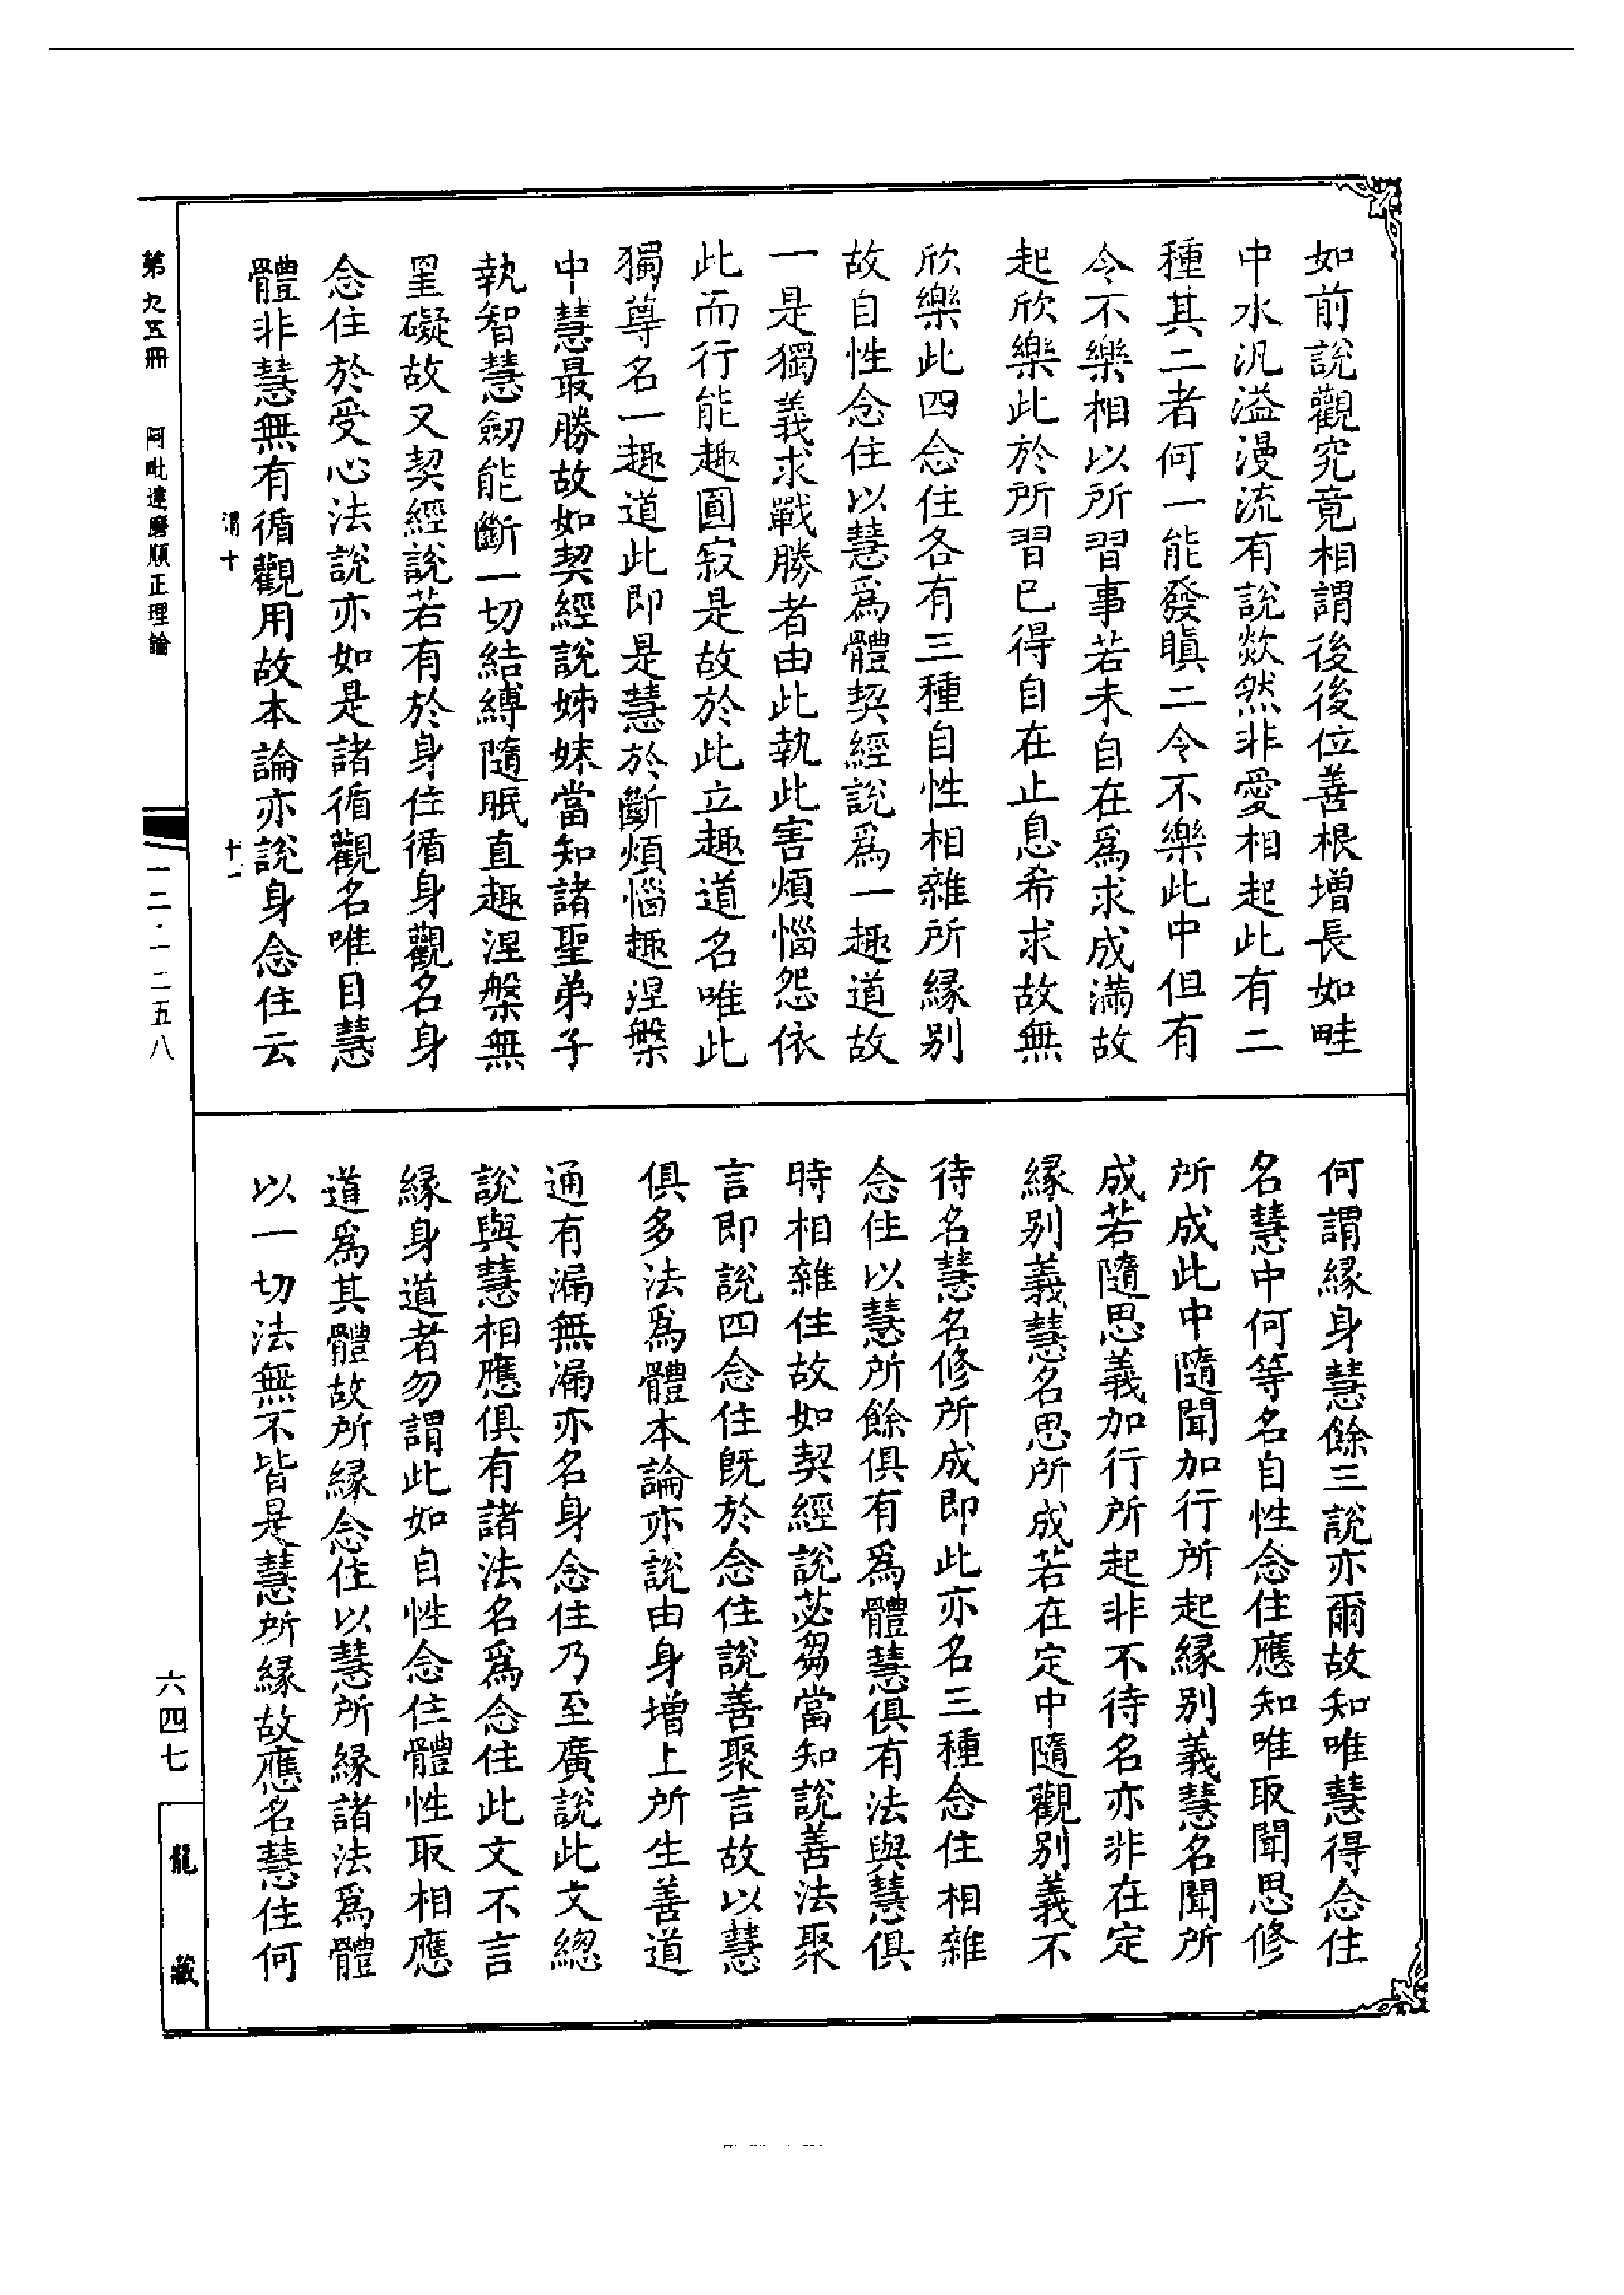 如前說觀究竟相謂後後位善根增長如畦
中水汎溢漫流有說欻然非愛相起此有二
種其二者何一能發瞋二令不樂此中但有
令不樂相以所習事若未自在爲求成滿故
起欣樂此於所習已得自在止息希求故無
欣樂此四念住各有三種自性相雜所緣別
故自性念住以慧爲體契經說爲一趣道故
一是獨義求戰勝者由此執此害煩惱怨依
此而行能趣圓寂是故於此立趣道名唯此
獨尊名一趣道此即是慧於斷煩惱趣涅槃
中慧最勝故如契經說姊妹當知諸聖弟子
執智慧劒能斷一切結縛隨眠直趣涅槃無
罣礙故又契經說若有於身住循身觀名身
念住於受心法說亦如是諸循觀名唯目慧
體非慧無有循觀用故本論亦說身念住云
何謂緣身慧餘三說亦爾故知唯慧得念住
名慧中何等名自性念住應知唯取聞思修
所成此中隨聞加行所起緣別義慧名聞所
成若隨思義加行所起非不待名亦非在定
緣別義慧名思所成若在定中隨觀別義不
待名慧名修所成即此亦名三種念住相雜
念住以慧所餘俱有爲體慧俱有法與慧俱
時相雜住故如契經說苾芻當知說善法聚
言即說四念住旣於念住說善聚言故以慧
俱多法爲體本論亦說由身增上所生善道
通有漏無漏亦名身念住乃至廣說此文總
說與慧相應俱有諸法名爲念住此文不言
緣身道者勿謂此如自性念住體性取相應
道爲其體故所緣念住以慧所緣諸法爲體
以一切法無不皆是慧所緣故應名慧住何
渭十
十一
第九五冊
阿毗達磨順正理論
一二·一二五八
六四七
龍藏